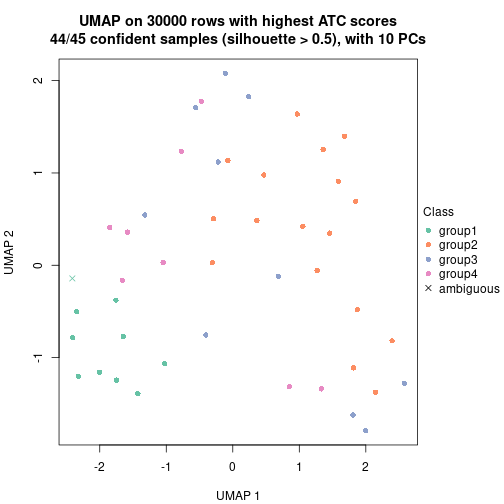 UMAP on 30000 rows with highest ATC scores
44/45 confident samples (silhouette > 0.5), with 10 PCs
2
1
0
-1
UMAP 2
-2
-1
0
1
2
UMAP 1
Class
group1
group2
group3
group4
ambiguous